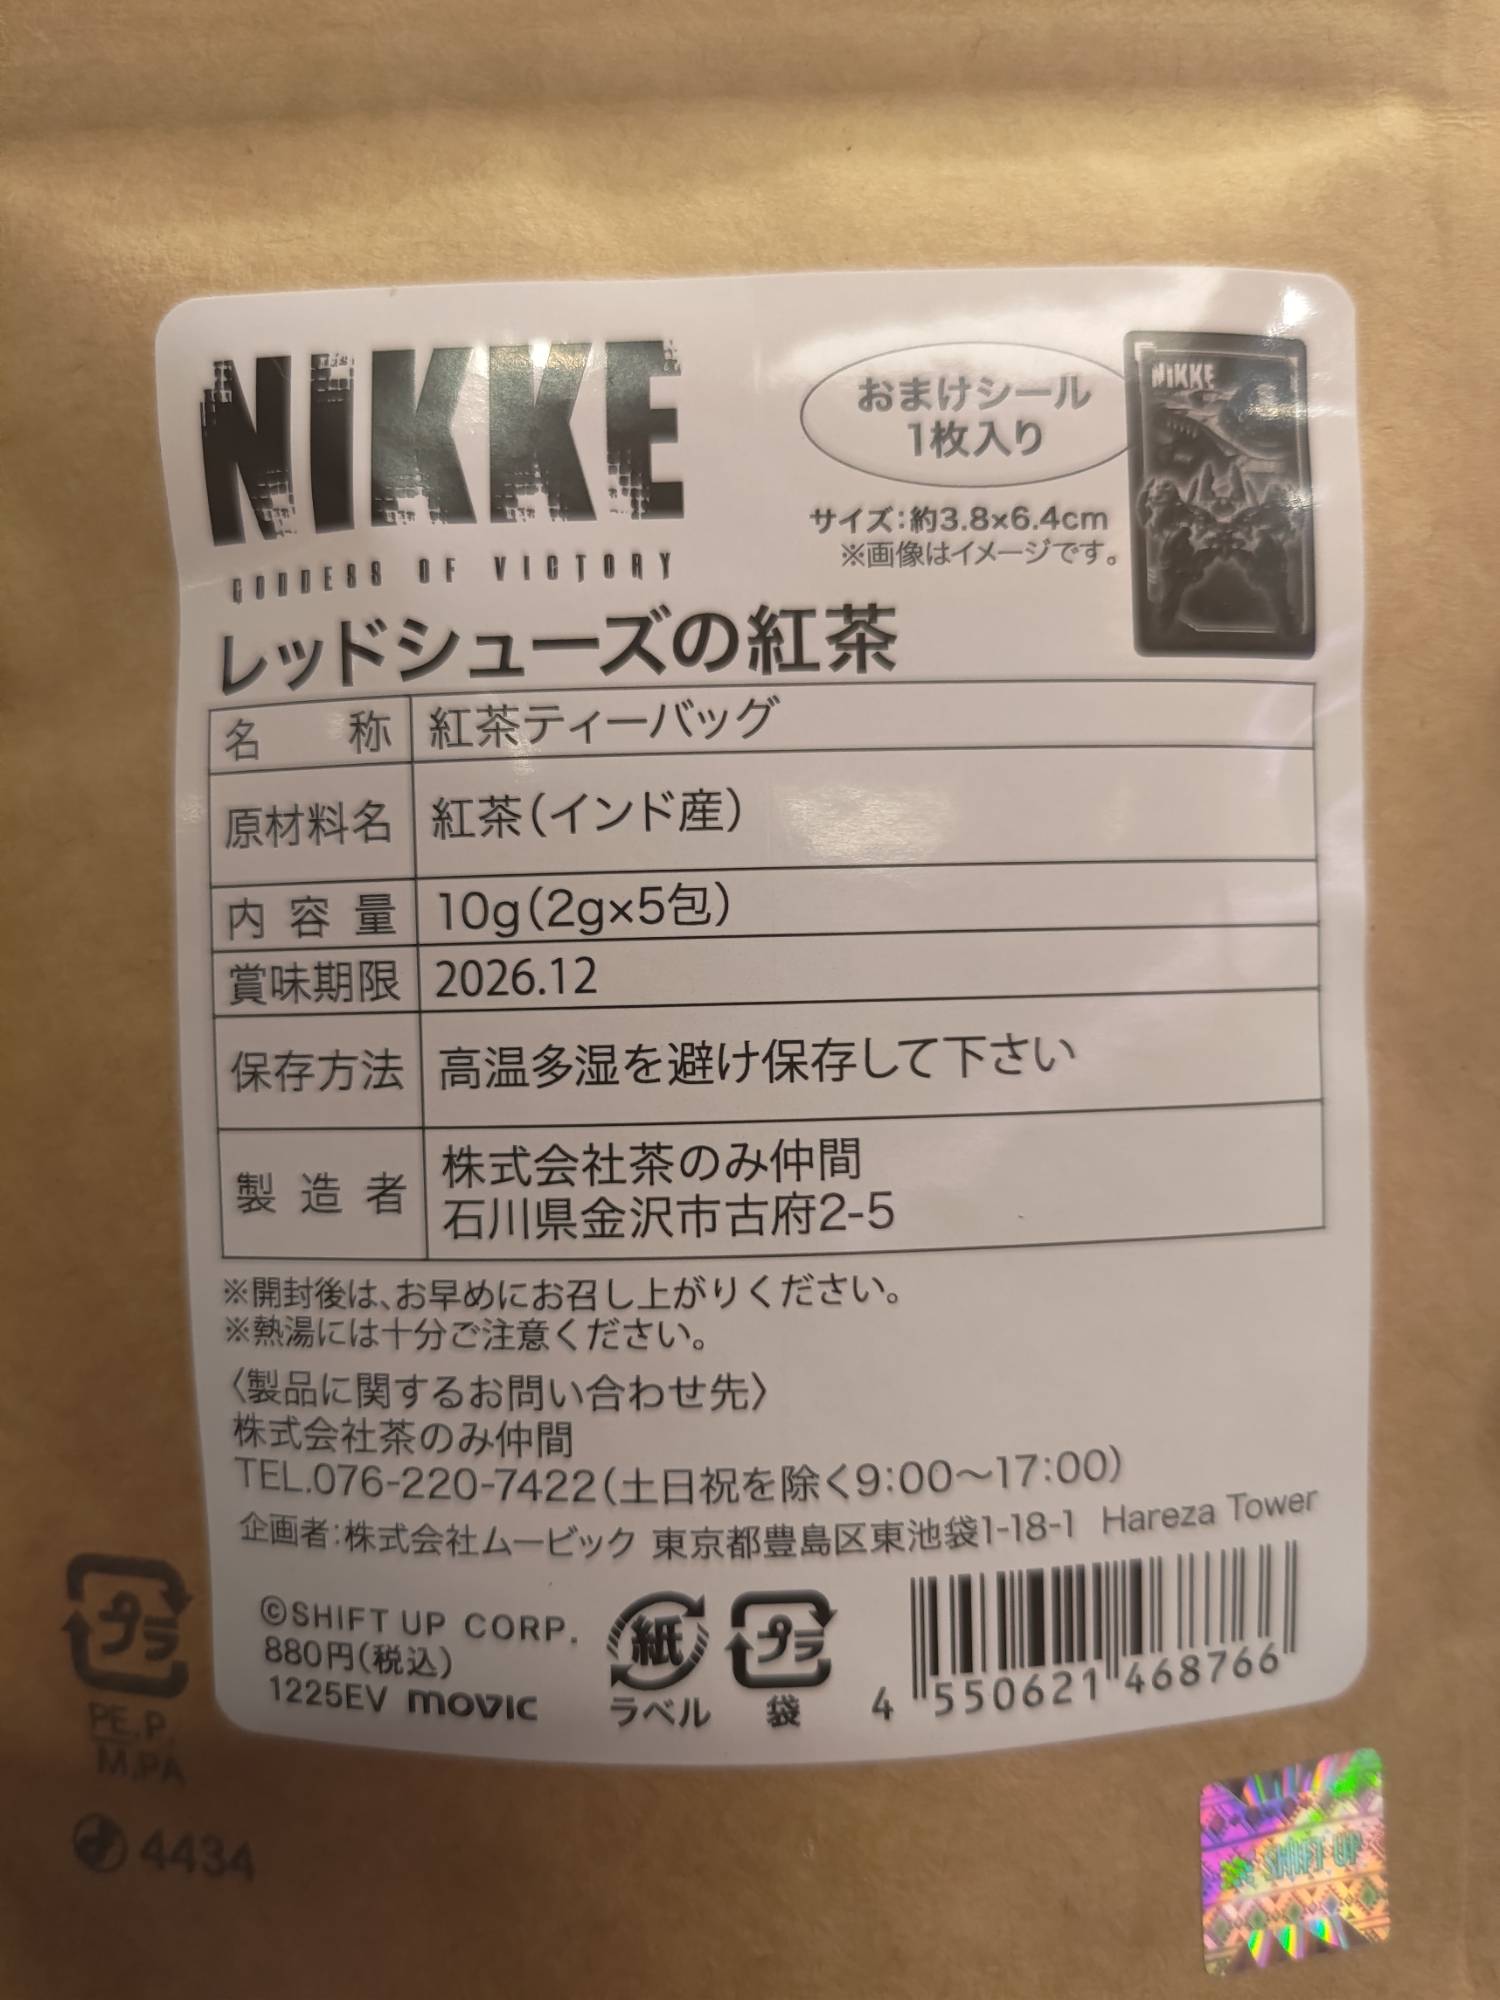 NIKKE
GODDESS OF VICTORY
おまけシール
1枚入り
サイズ：約3.8×6.4cm
※画像はイメージです。
NIKKE
レッドシューズの紅茶
名称 紅茶ティーバッグ
原材料名 紅茶（インド産）
内容量 10g（2g×5包）
賞味期限 2026.12
保存方法 高温多湿を避け保存して下さい
製造者 株式会社茶のみ仲間
石川県金沢市古府2-5
※開封後は、お早めにお召し上がりください。
※熱湯には十分ご注意ください。
〈製品に関するお問い合わせ先〉
株式会社茶のみ仲間
TEL.076-220-7422（土日祝を除く9:00～17:00）
企画者：株式会社ムービック 東京都豊島区東池袋1-18-1 Hareza Tower
©SHIFT UP CORP.
880円（税込）
1225EV movic
紙
ラベル
プラ
袋
4 550621 468766
プラ
PE,P,
M,PA
4434
SHIFT UP